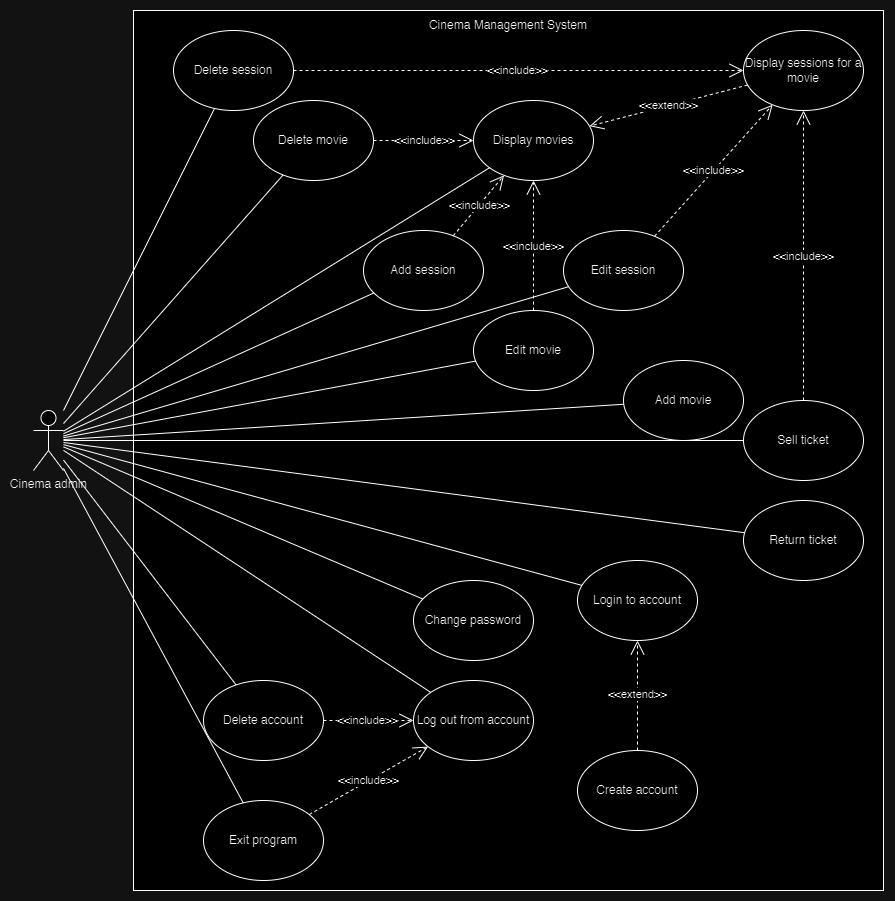 Cinema Management System
Delete session
<<include>>
Display sessions for a
movie
<<extend>>
Delete movie
<<include>>
Display movies
<<include>>
<<include>>
<<include>>
<<include>>
Add session
Edit session
Edit movie
Add movie
Sell ticket
Cinema admin
Return ticket
Login to account
Change password
<<extend>>
Delete account
<<include>>
Log out from account
<<include>>
Create account
Exit program